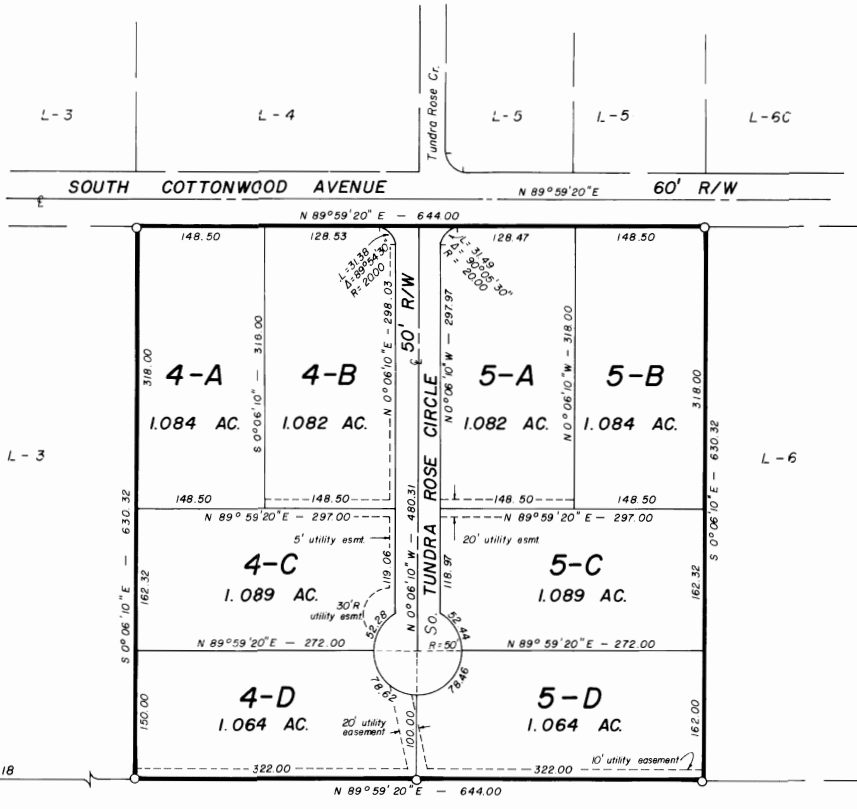 Tundra Rose Cr.
L-3
L-4
L-5
L-5
L-6C
SOUTH COTTONWOOD AVENUE
N 89°59'20"E
60' R/W
℄
N 89°59'20" E – 644.00
148.50
128.53
128.47
148.50
L=31.38
Δ=89°54'30"
R=20.00
L=31.49
Δ= 90°05'30"
R = 20.00
318.00
4-A
1.084 AC.
S 0°06'10" — 318.00
4-B
1.082 AC.
N 0°06'10"E – 298.03
50' R/W
℄
N 0°06'10"W – 297.97
5-A
1.082 AC.
N 0°06'10"W – 318.00
5-B
1.084 AC.
318.00
L-3
L-6
148.50
148.50
148.50
148.50
N 89°59'20"E – 297.00
N 89°59'20"E – 297.00
S 0°06'10"E — 630.32
S 0°06'10"E – 630.32
5' utility esmt.
20' utility esmt.
4-C
1.089 AC.
162.32
119.06
N 0°06'10"W – 480.31
So. TUNDRA ROSE CIRCLE
118.97
5-C
1.089 AC.
162.32
30'R
utility esmt.
52.28
52.44
N 89°59'20"E – 272.00
R=50'
N 89°59'20"E – 272.00
78.62
78.46
4-D
1.064 AC.
150.00
20' utility
easement
100.00
5-D
1.064 AC.
162.00
10' utility easement
18
322.00
322.00
N 89°59'20"E – 644.00